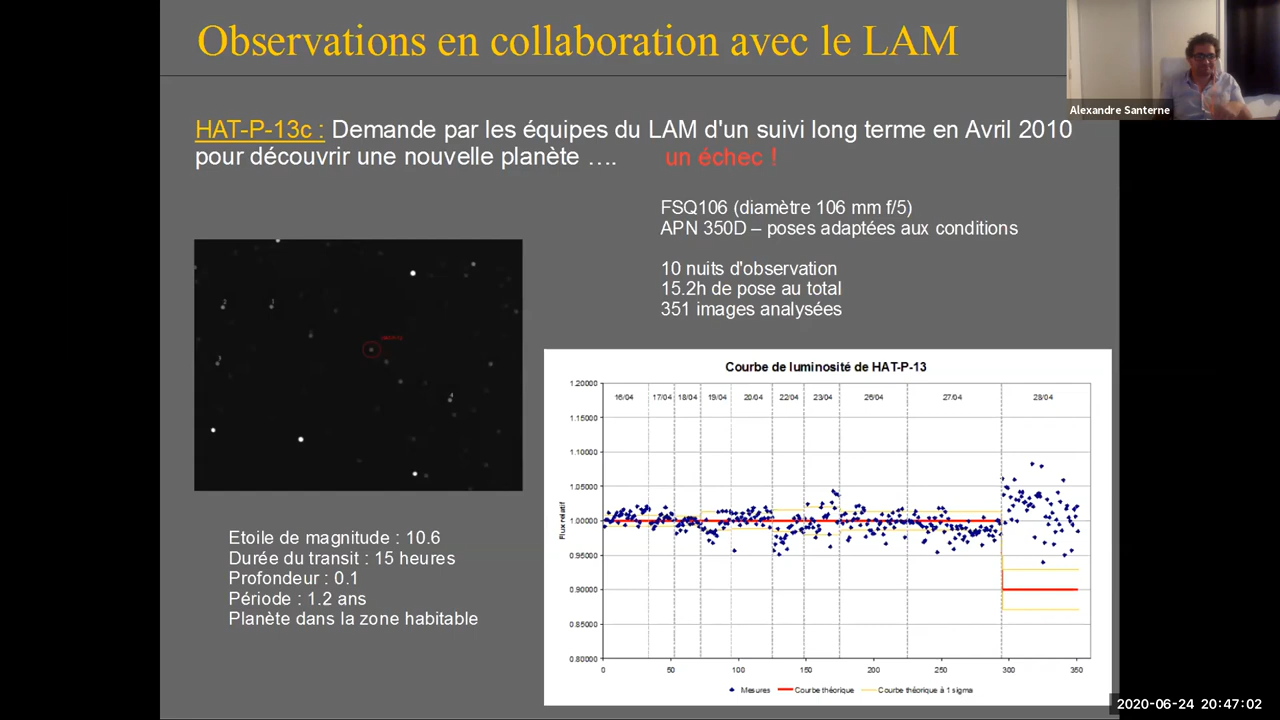 Observations en collaboration avec le LAM
Alexandre Santerne
HAT-P-13c : Demande par les équipes du LAM d'un suivi long terme en Avril 2010
pour découvrir une nouvelle planète .... un échec !
FSQ106 (diamètre 106 mm f/5)
APN 350D – poses adaptées aux conditions
10 nuits d'observation
15.2h de pose au total
351 images analysées
Etoile de magnitude : 10.6
Durée du transit : 15 heures
Profondeur : 0.1
Période : 1.2 ans
Planète dans la zone habitable
Courbe de luminosité de HAT-P-13
Flux relatif
1.20000
1.15000
1.10000
1.05000
1.00000
0.95000
0.90000
0.85000
0.80000
16/04 17/04 18/04 19/04 20/04 22/04 23/04 26/04 27/04 28/04
0 50 100 150 200 250 300 350
Mesures Courbe théorique Courbe théorique à 1 sigma
2020-06-24 20:47:02